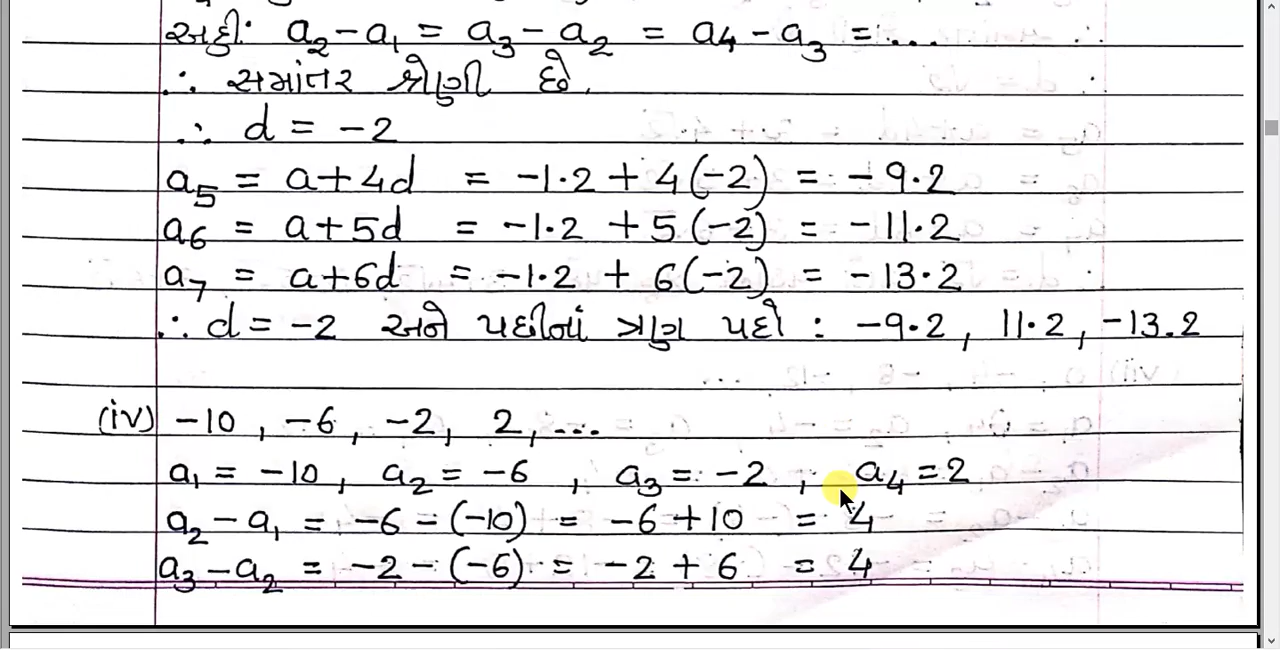 અહીં a₂-a₁ = a₃-a₂ = a₄-a₃ = ...
∴ સમાંતર શ્રેણી છે.
∴ d = -2
a₅ = a+4d = -1.2 + 4(-2) = -9.2
a₆ = a+5d = -1.2 + 5(-2) = -11.2
a₇ = a+6d = -1.2 + 6(-2) = -13.2
∴ d = -2 અને પછીનાં ત્રણ પદો : -9.2, 11.2, -13.2
(iv) -10, -6, -2, 2, ...
a₁ = -10, a₂ = -6, a₃ = -2, a₄ = 2
a₂-a₁ = -6-(-10) = -6+10 = 4
a₃-a₂ = -2-(-6) = -2+6 = 4